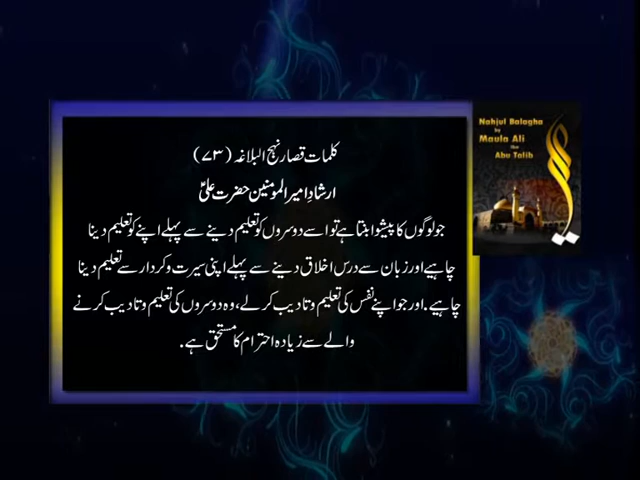 کلمات قصار نہج البلاغہ (۷۳)
ارشادِ امیر المومنین حضرت علیؑ
جو لوگوں کا پیشوا بنتا ہے تو اسے دوسروں کو تعلیم دینے سے پہلے اپنے کو تعلیم دینا
چاہیے اور زبان سے درس اخلاق دینے سے پہلے اپنی سیرت و کردار سے تعلیم دینا
چاہیے. اور جو اپنے نفس کی تعلیم و تادیب کر لے، وہ دوسروں کی تعلیم و تادیب کرنے
والے سے زیادہ احترام کا مستحق ہے.
Nahjul Balagha
by
Maula Ali
ibne
Abu Talib